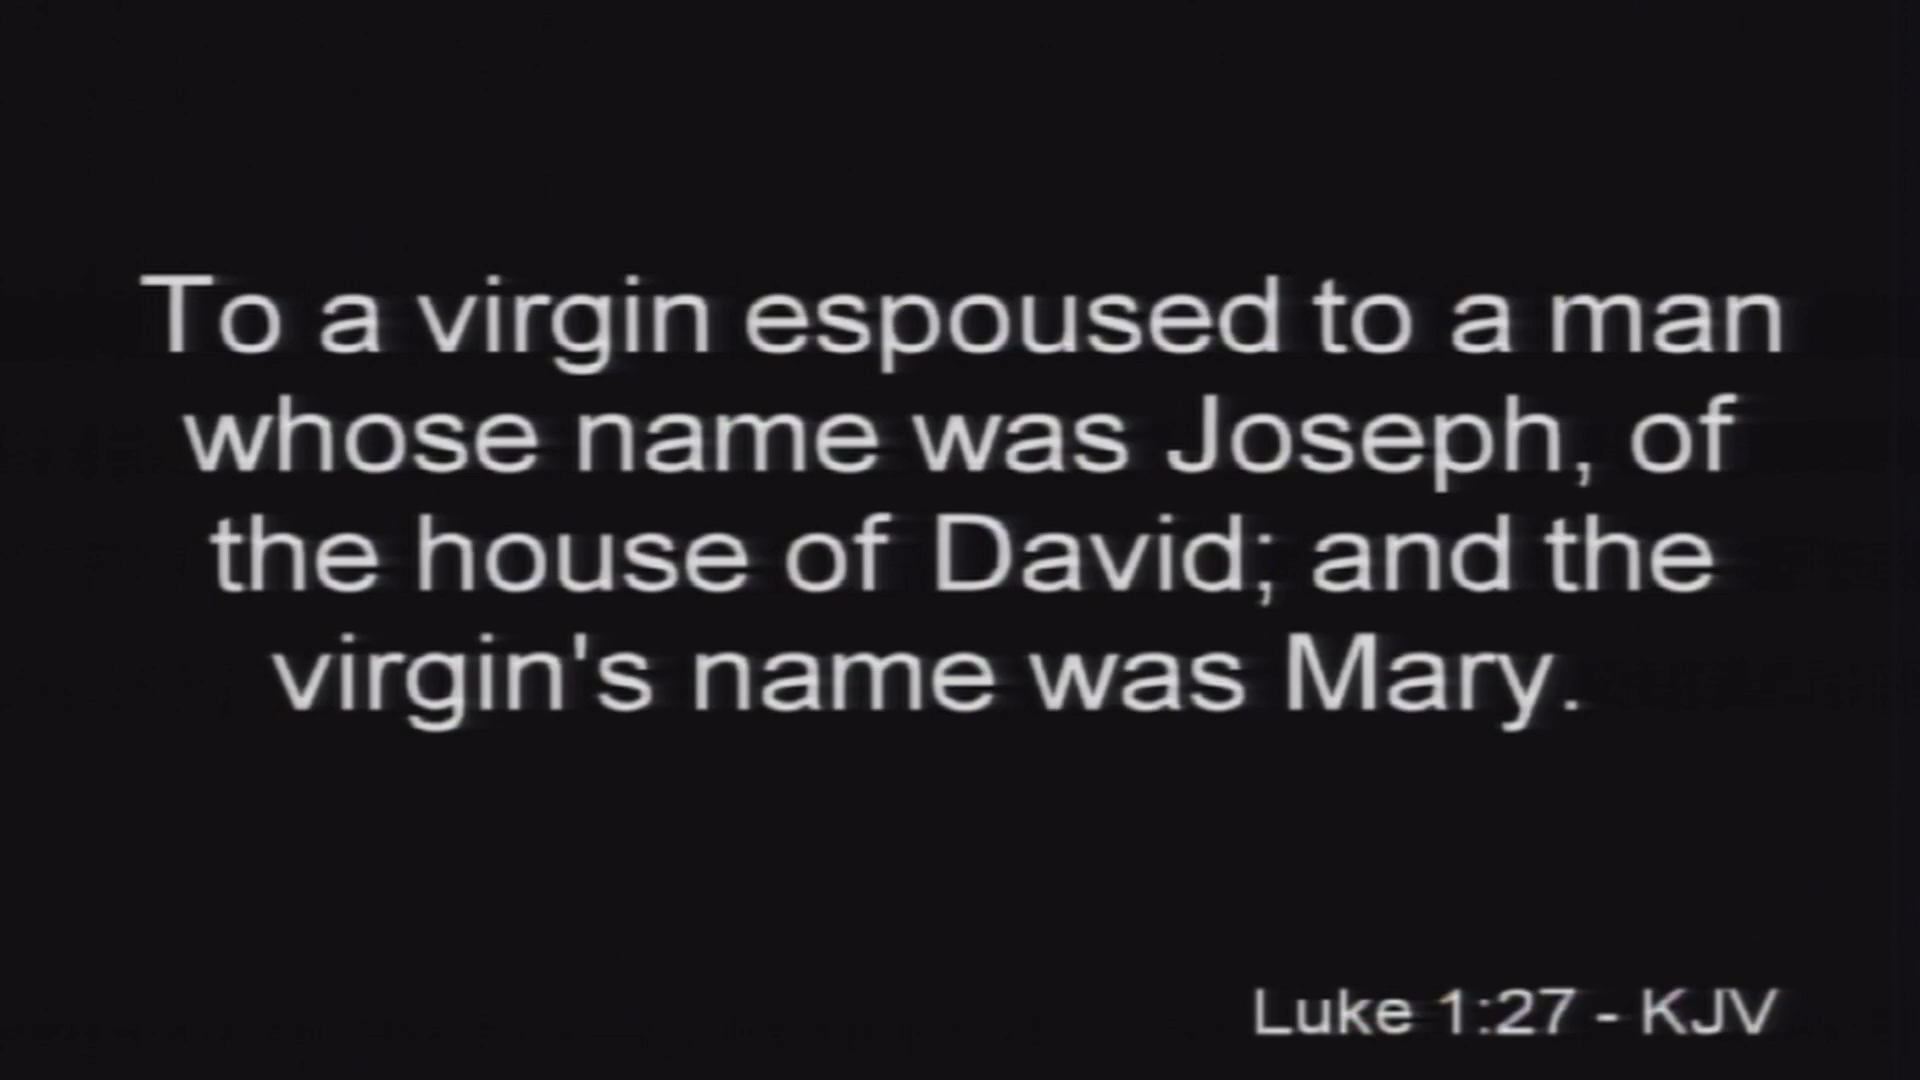 To a virgin espoused to a man
whose name was Joseph, of
the house of David; and the
virgin's name was Mary.
Luke 1:27 - KJV